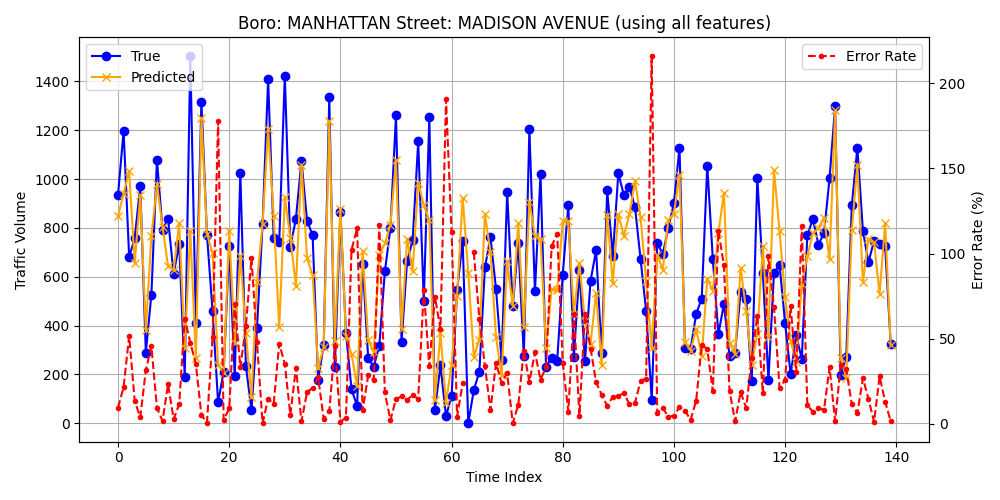 Boro: MANHATTAN Street: MADISON AVENUE (using all features)
True
Predicted
Error Rate
Traffic Volume
1400
1200
1000
800
600
400
200
0
200
150
100
50
0
Error Rate (%)
0 20 40 60 80 100 120 140
Time Index